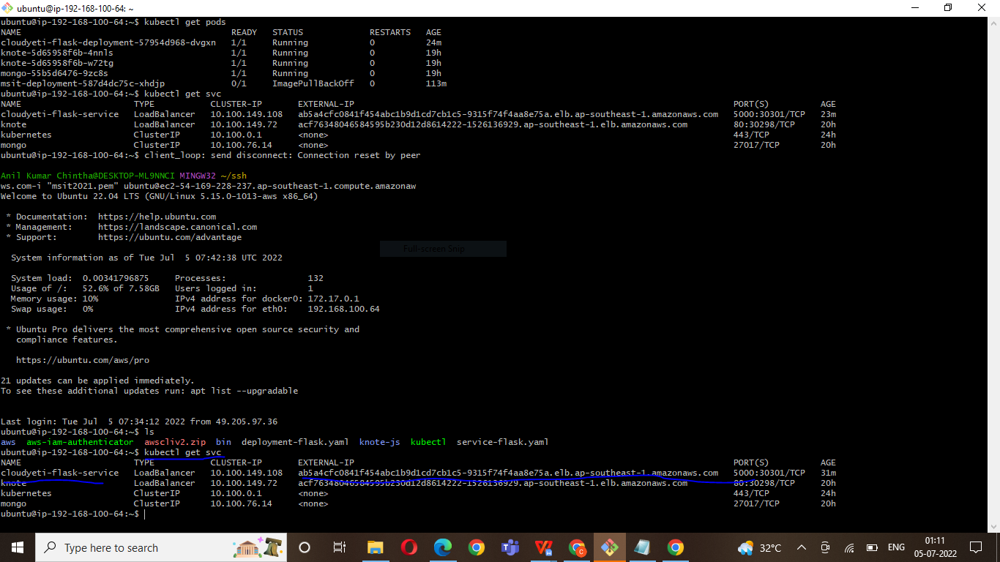 ubuntu@ip-192-168-100-64: ~
ubuntu@ip-192-168-100-64:~$ kubectl get pods
NAME READY STATUS RESTARTS AGE
cloudyeti-flask-deployment-57954d968-dvgxn 1/1 Running 0 24m
knote-5d65958f6b-4nnls 1/1 Running 0 19h
knote-5d65958f6b-w72tg 1/1 Running 0 19h
mongo-55b5d6476-9zc8s 1/1 Running 0 19h
msit-deployment-587d4dc75c-xhdjp 0/1 ImagePullBackOff 0 113m
ubuntu@ip-192-168-100-64:~$ kubectl get svc
NAME TYPE CLUSTER-IP EXTERNAL-IP PORT(S) AGE
cloudyeti-flask-service LoadBalancer 10.100.149.108 ab5a4cfc0841f454abc1b9d1cd7cb1c5-9315f74f4aa8e75a.elb.ap-southeast-1.amazonaws.com 5000:30301/TCP 23m
knote LoadBalancer 10.100.149.72 acf76348046584595b230d12d8614222-1526136929.ap-southeast-1.elb.amazonaws.com 80:30298/TCP 20h
kubernetes ClusterIP 10.100.0.1 <none> 443/TCP 24h
mongo ClusterIP 10.100.76.14 <none> 27017/TCP 20h
ubuntu@ip-192-168-100-64:~$ client_loop: send disconnect: Connection reset by peer
Anil Kumar Chintha@DESKTOP-ML9NNCI MINGW32 ~/ssh
ws.com-i "msit2021.pem" ubuntu@ec2-54-169-228-237.ap-southeast-1.compute.amazonaw
Welcome to Ubuntu 22.04 LTS (GNU/Linux 5.15.0-1013-aws x86_64)
* Documentation: https://help.ubuntu.com
* Management: https://landscape.canonical.com
* Support: https://ubuntu.com/advantage
Full-screen Snip
System information as of Tue Jul 5 07:42:38 UTC 2022
System load: 0.00341796875 Processes: 132
Usage of /: 52.6% of 7.58GB Users logged in: 1
Memory usage: 10% IPv4 address for docker0: 172.17.0.1
Swap usage: 0% IPv4 address for eth0: 192.168.100.64
* Ubuntu Pro delivers the most comprehensive open source security and
compliance features.
https://ubuntu.com/aws/pro
21 updates can be applied immediately.
To see these additional updates run: apt list --upgradable
Last login: Tue Jul 5 07:34:12 2022 from 49.205.97.36
ubuntu@ip-192-168-100-64:~$ ls
aws aws-iam-authenticator awscliv2.zip bin deployment-flask.yaml knote-js kubectl service-flask.yaml
ubuntu@ip-192-168-100-64:~$ kubectl get svc
NAME TYPE CLUSTER-IP EXTERNAL-IP PORT(S) AGE
cloudyeti-flask-service LoadBalancer 10.100.149.108 ab5a4cfc0841f454abc1b9d1cd7cb1c5-9315f74f4aa8e75a.elb.ap-southeast-1.amazonaws.com 5000:30301/TCP 31m
knote LoadBalancer 10.100.149.72 acf76348046584595b230d12d8614222-1526136929.ap-southeast-1.elb.amazonaws.com 80:30298/TCP 20h
kubernetes ClusterIP 10.100.0.1 <none> 443/TCP 24h
mongo ClusterIP 10.100.76.14 <none> 27017/TCP 20h
ubuntu@ip-192-168-100-64:~$
Type here to search
32°C
ENG
01:11
05-07-2022